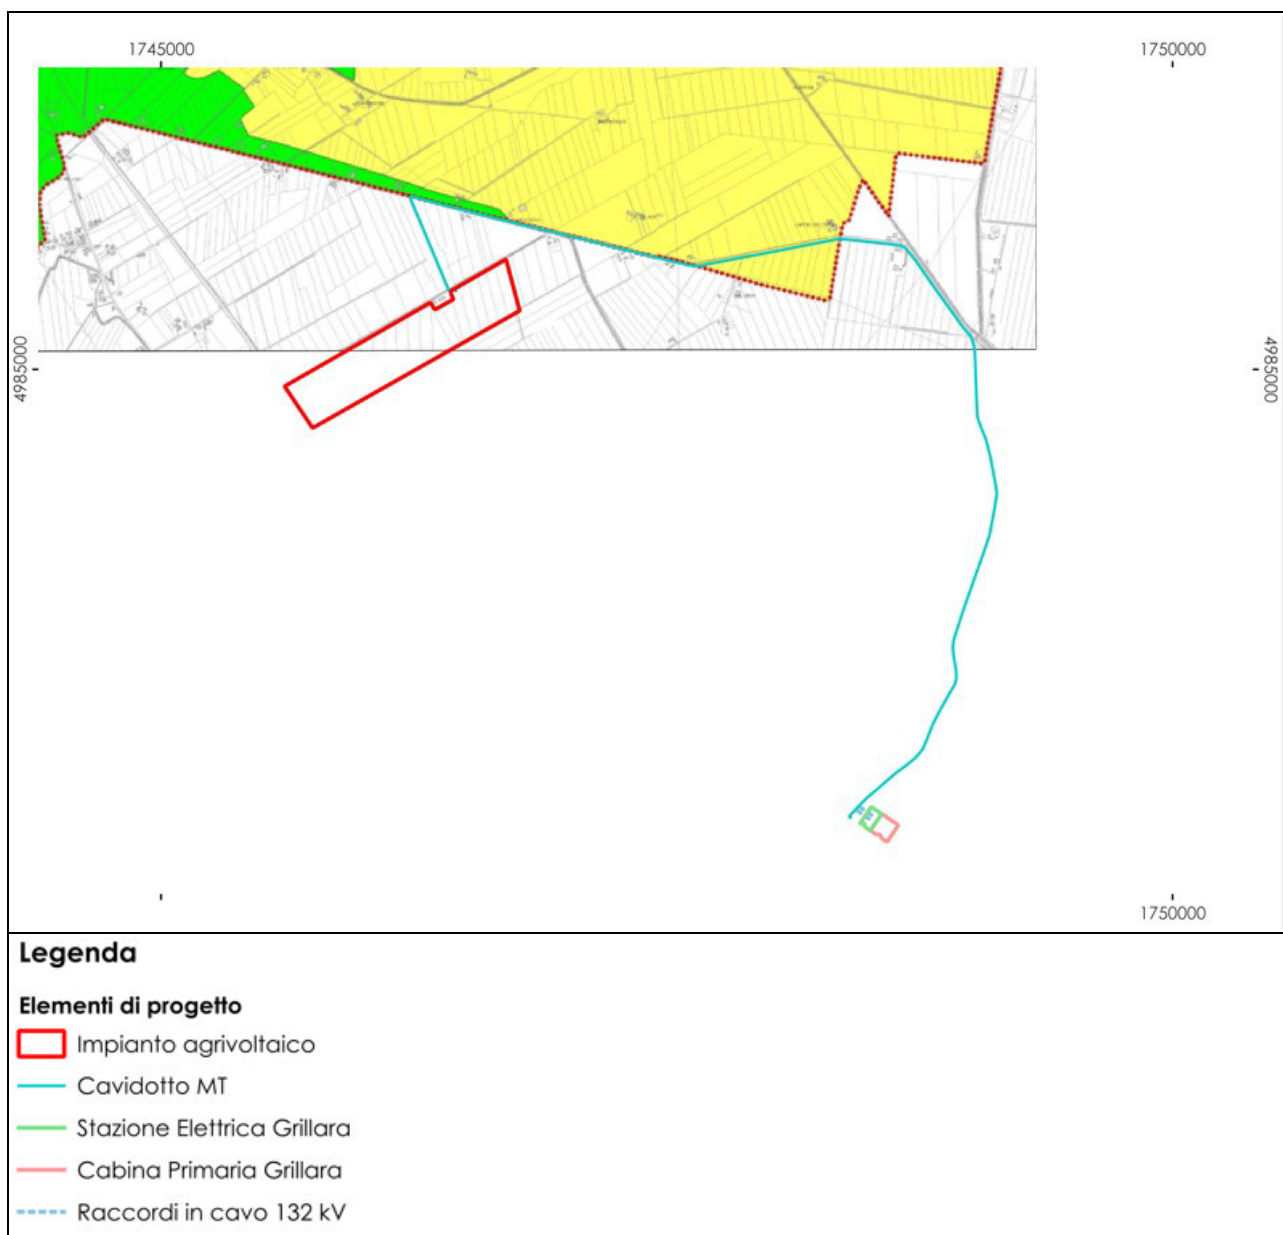 1745000 1750000
4985000 4985000
1750000
Legenda
Elementi di progetto
Impianto agrivoltaico
Cavidotto MT
Stazione Elettrica Grillara
Cabina Primaria Grillara
Raccordi in cavo 132 kV